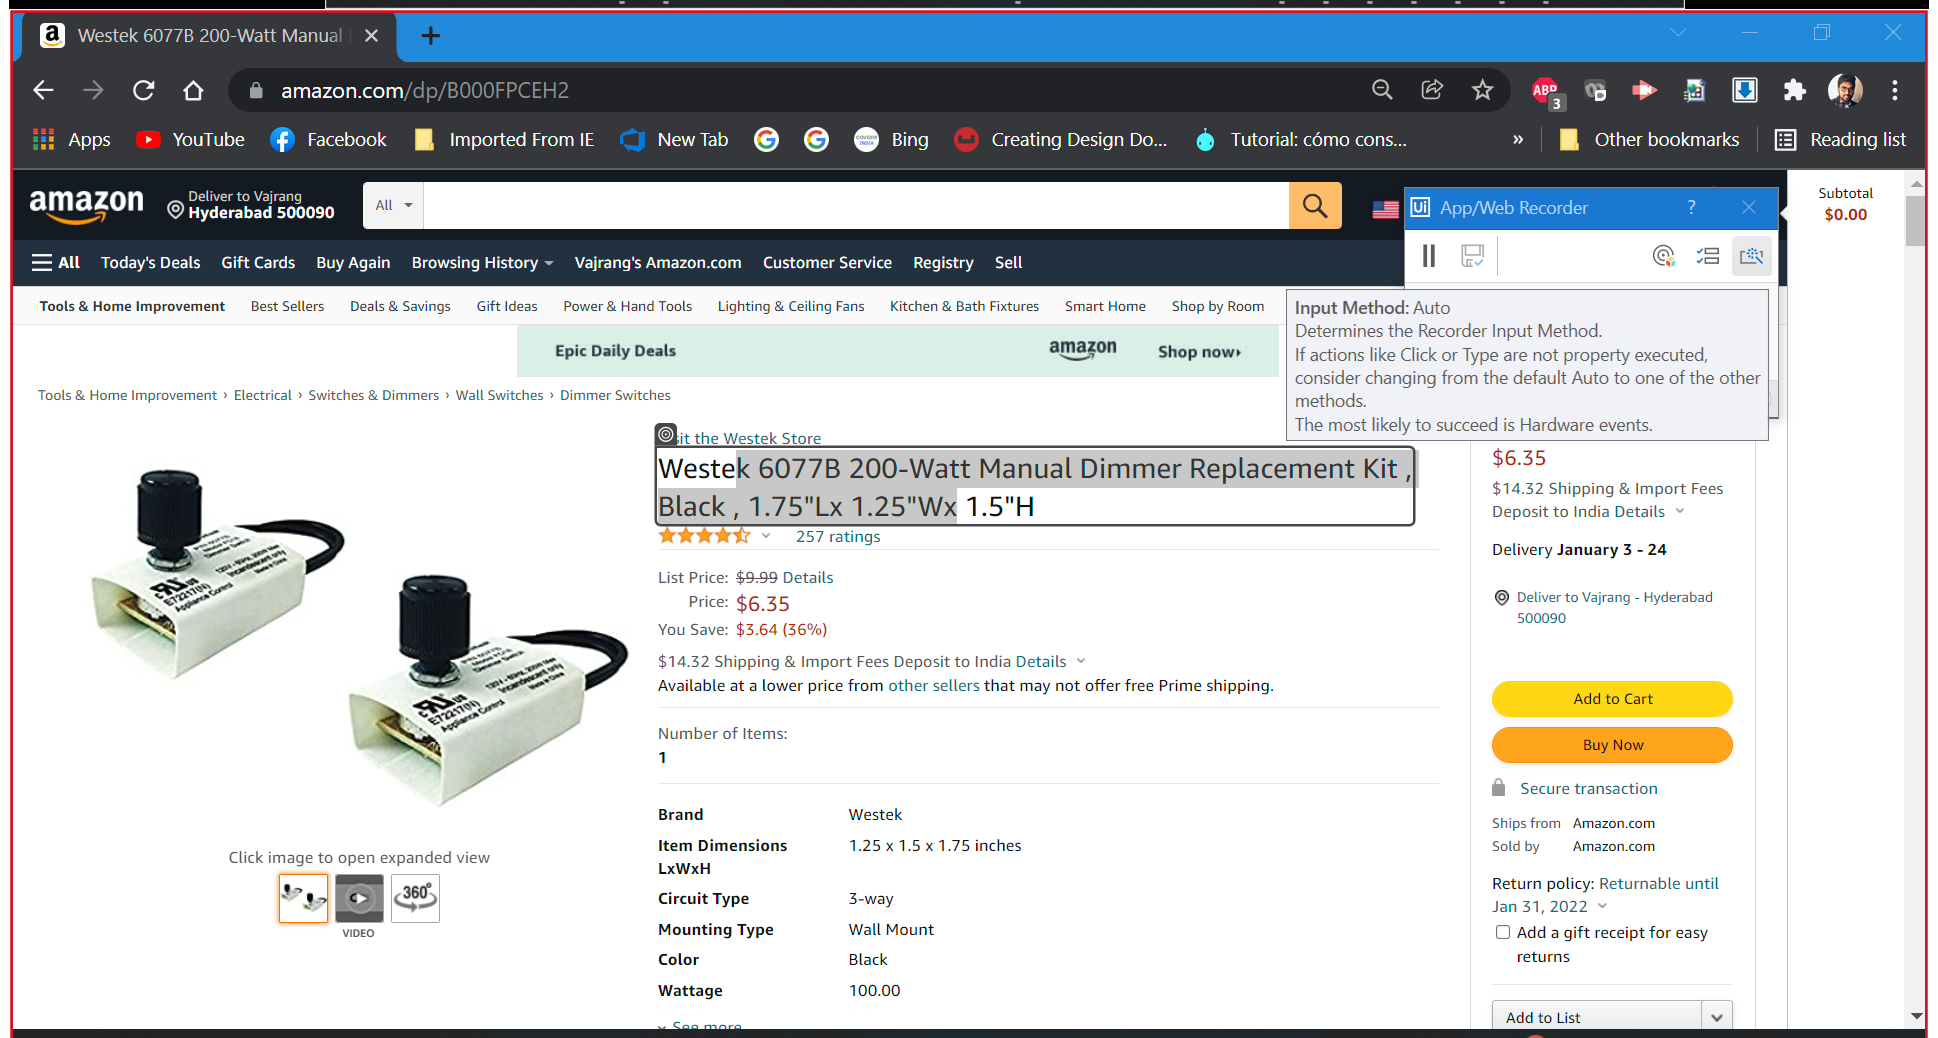 Westek 6077B 200-Watt Manual
amazon.com/dp/B000FPCEH2
ABP
3
Apps
YouTube
Facebook
Imported From IE
New Tab
Bing
Creating Design Do...
Tutorial: cómo cons...
»
Other bookmarks
Reading list
amazon
Deliver to Vajrang
Hyderabad 500090
All
Ui App/Web Recorder ?
Subtotal
$0.00
All
Today's Deals
Gift Cards
Buy Again
Browsing History
Vajrang's Amazon.com
Customer Service
Registry
Sell
Tools & Home Improvement
Best Sellers
Deals & Savings
Gift Ideas
Power & Hand Tools
Lighting & Ceiling Fans
Kitchen & Bath Fixtures
Smart Home
Shop by Room
Input Method: Auto
Determines the Recorder Input Method.
If actions like Click or Type are not property executed,
consider changing from the default Auto to one of the other
methods.
The most likely to succeed is Hardware events.
Epic Daily Deals
amazon
Shop now
Tools & Home Improvement › Electrical › Switches & Dimmers › Wall Switches › Dimmer Switches
sit the Westek Store
Westek 6077B 200-Watt Manual Dimmer Replacement Kit ,
Black , 1.75"Lx 1.25"Wx 1.5"H
257 ratings
List Price: $9.99 Details
Price: $6.35
You Save: $3.64 (36%)
$14.32 Shipping & Import Fees Deposit to India Details
Available at a lower price from other sellers that may not offer free Prime shipping.
Number of Items:
1
Brand Westek
Item Dimensions 1.25 x 1.5 x 1.75 inches
LxWxH
Circuit Type 3-way
Mounting Type Wall Mount
Color Black
Wattage 100.00
See more
E72217(N)
Appliance Control
E72217(N)
Appliance Control
Click image to open expanded view
360°
VIDEO
$6.35
$14.32 Shipping & Import Fees
Deposit to India Details
Delivery January 3 - 24
Deliver to Vajrang - Hyderabad
500090
Add to Cart
Buy Now
Secure transaction
Ships from Amazon.com
Sold by Amazon.com
Return policy: Returnable until
Jan 31, 2022
Add a gift receipt for easy
returns
Add to List